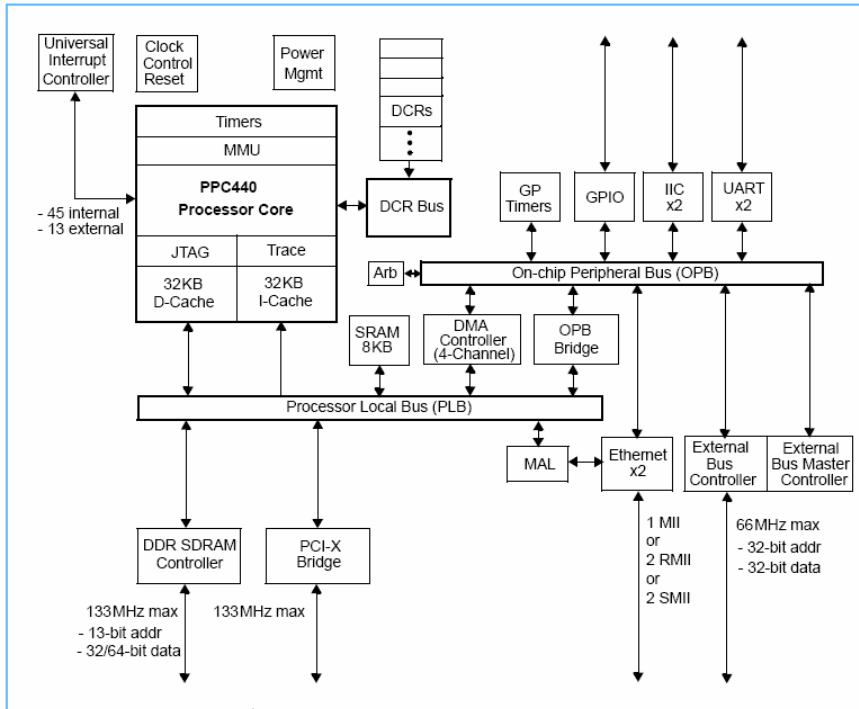 Universal
Interrupt
Controller
Clock
Control
Reset
Power
Mgmt
Timers
MMU
PPC440
Processor Core
JTAG
Trace
32KB
D-Cache
32KB
I-Cache
- 45 internal
- 13 external
DCRs
DCR Bus
GP
Timers
GPIO
IIC
x2
UART
x2
Arb
On-chip Peripheral Bus (OPB)
SRAM
8KB
DMA
Controller
(4-Channel)
OPB
Bridge
Processor Local Bus (PLB)
MAL
Ethernet
x2
External
Bus
Controller
External
Bus Master
Controller
DDR SDRAM
Controller
PCI-X
Bridge
133MHz max
- 13-bit addr
- 32/64-bit data
133MHz max
1 MII
or
2 RMII
or
2 SMII
66MHz max
- 32-bit addr
- 32-bit data